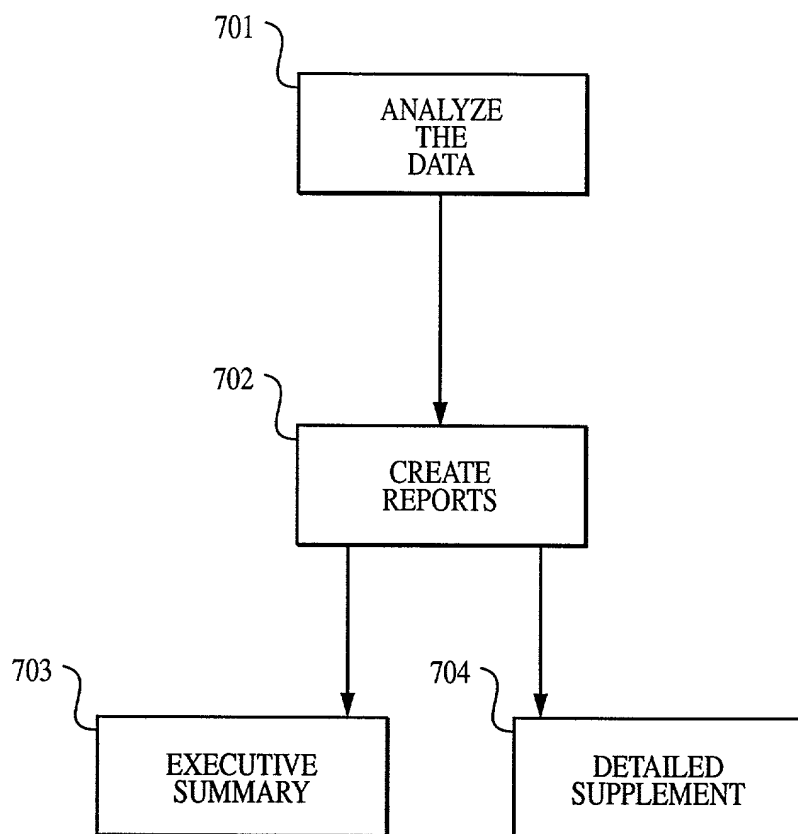 701
ANALYZE
THE
DATA
702
CREATE
REPORTS
703
EXECUTIVE
SUMMARY
704
DETAILED
SUPPLEMENT